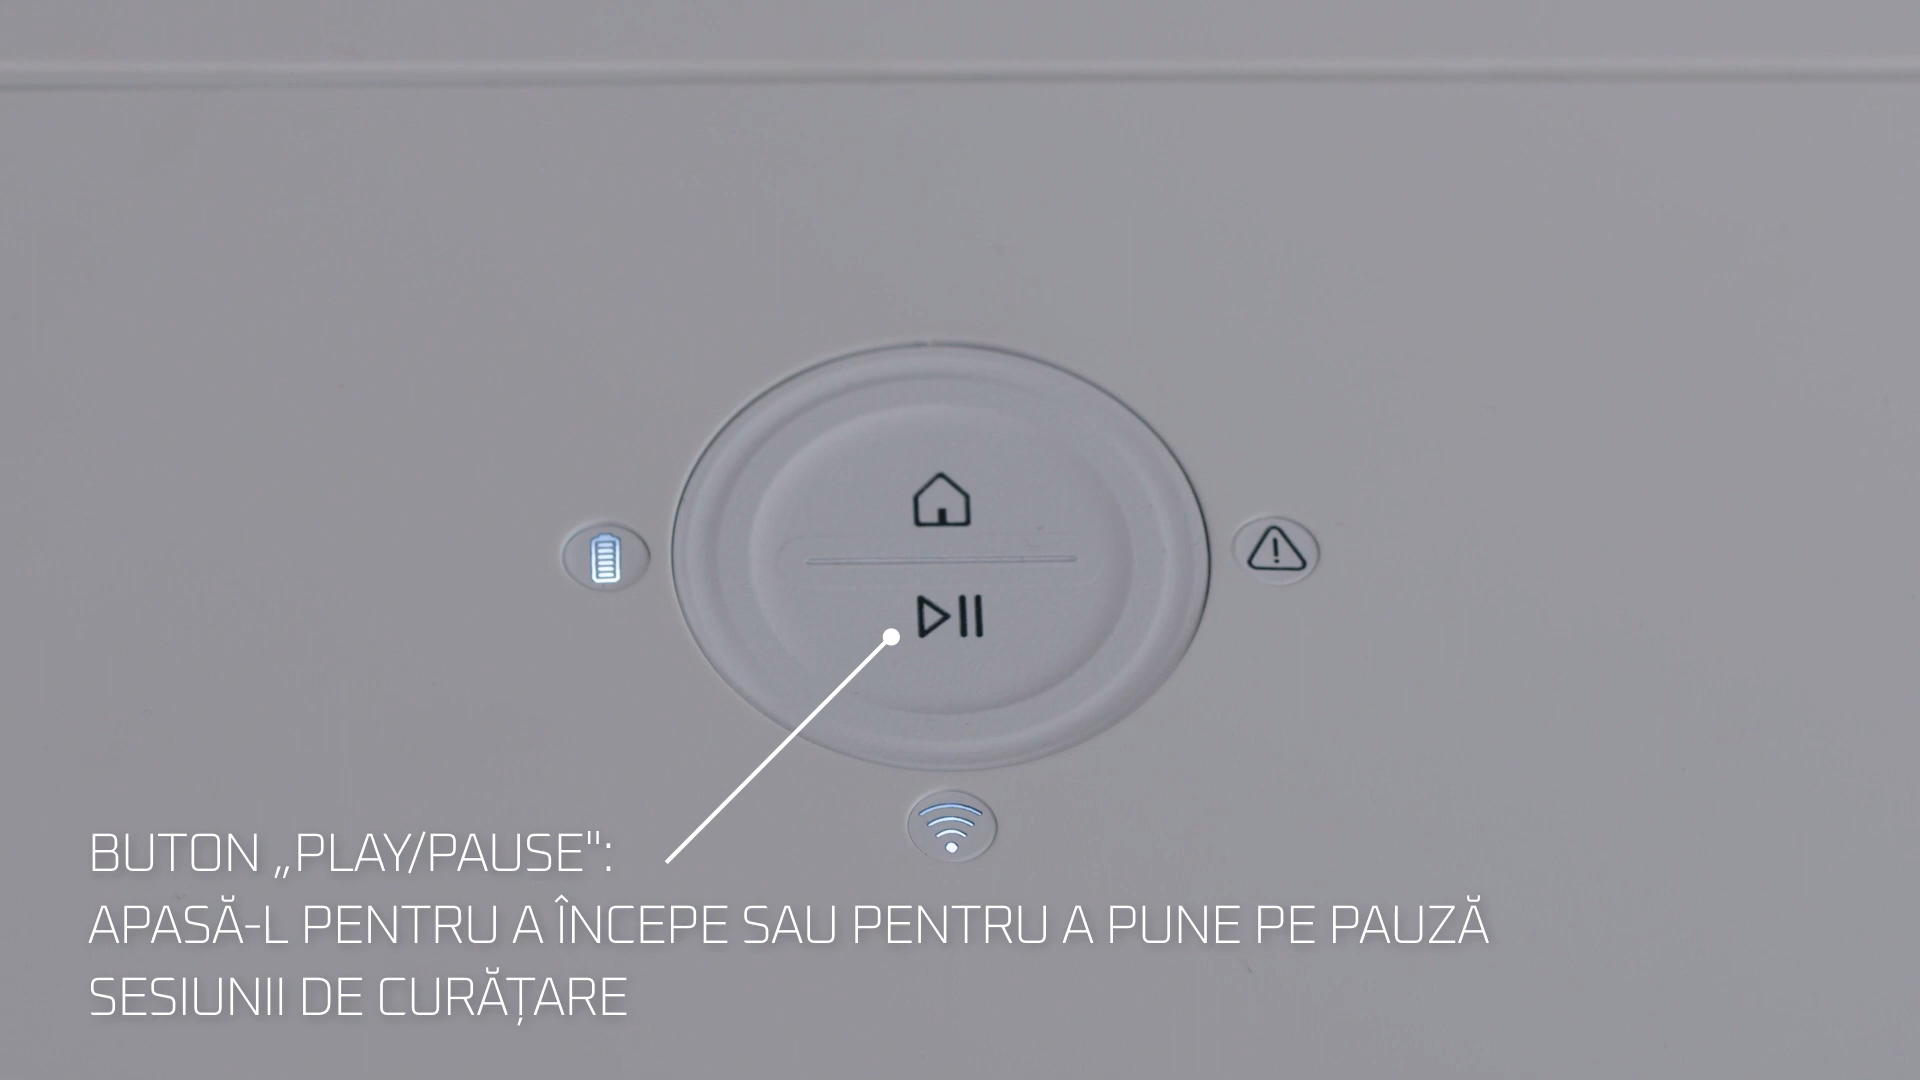 BUTON „PLAY/PAUSE":
APASĂ-L PENTRU A ÎNCEPE SAU PENTRU A PUNE PE PAUZĂ
SESIUNII DE CURĂȚARE